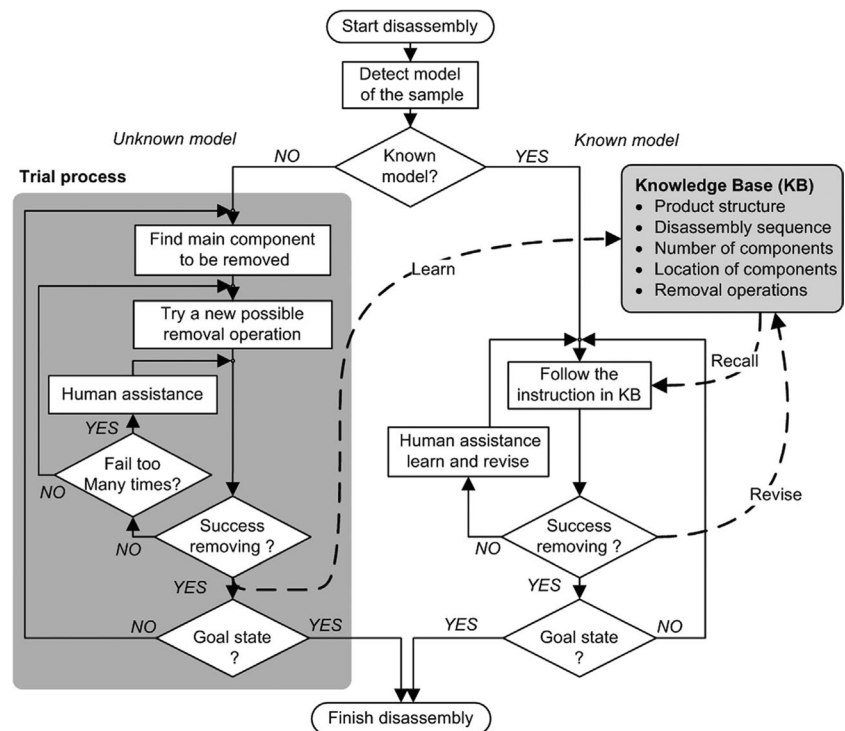 Start disassembly
Detect model
of the sample
Unknown model
Known model
NO
Known
model?
YES
Trial process
Knowledge Base (KB)
• Product structure
• Disassembly sequence
• Number of components
• Location of components
• Removal operations
Find main component
to be removed
Learn
Try a new possible
removal operation
Recall
Human assistance
Follow the
instruction in KB
YES
Human assistance
learn and revise
Fail too
Many times?
NO
Revise
Success
removing ?
NO
Success
removing ?
NO
YES
YES
NO
Goal state
?
YES
YES
Goal state
?
NO
Finish disassembly